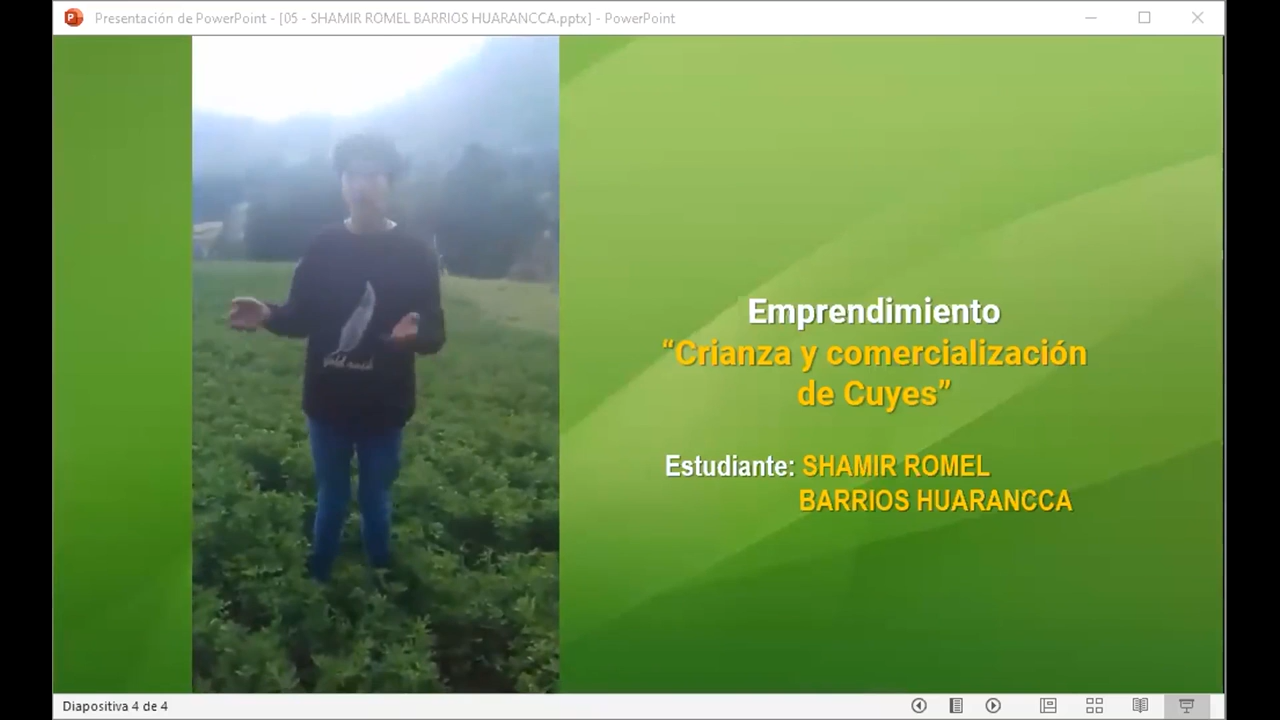 Presentación de PowerPoint - [05 - SHAMIR ROMEL BARRIOS HUARANCCA.pptx] - PowerPoint
Emprendimiento
“Crianza y comercialización
de Cuyes”
Estudiante: SHAMIR ROMEL
BARRIOS HUARANCCA
Diapositiva 4 de 4